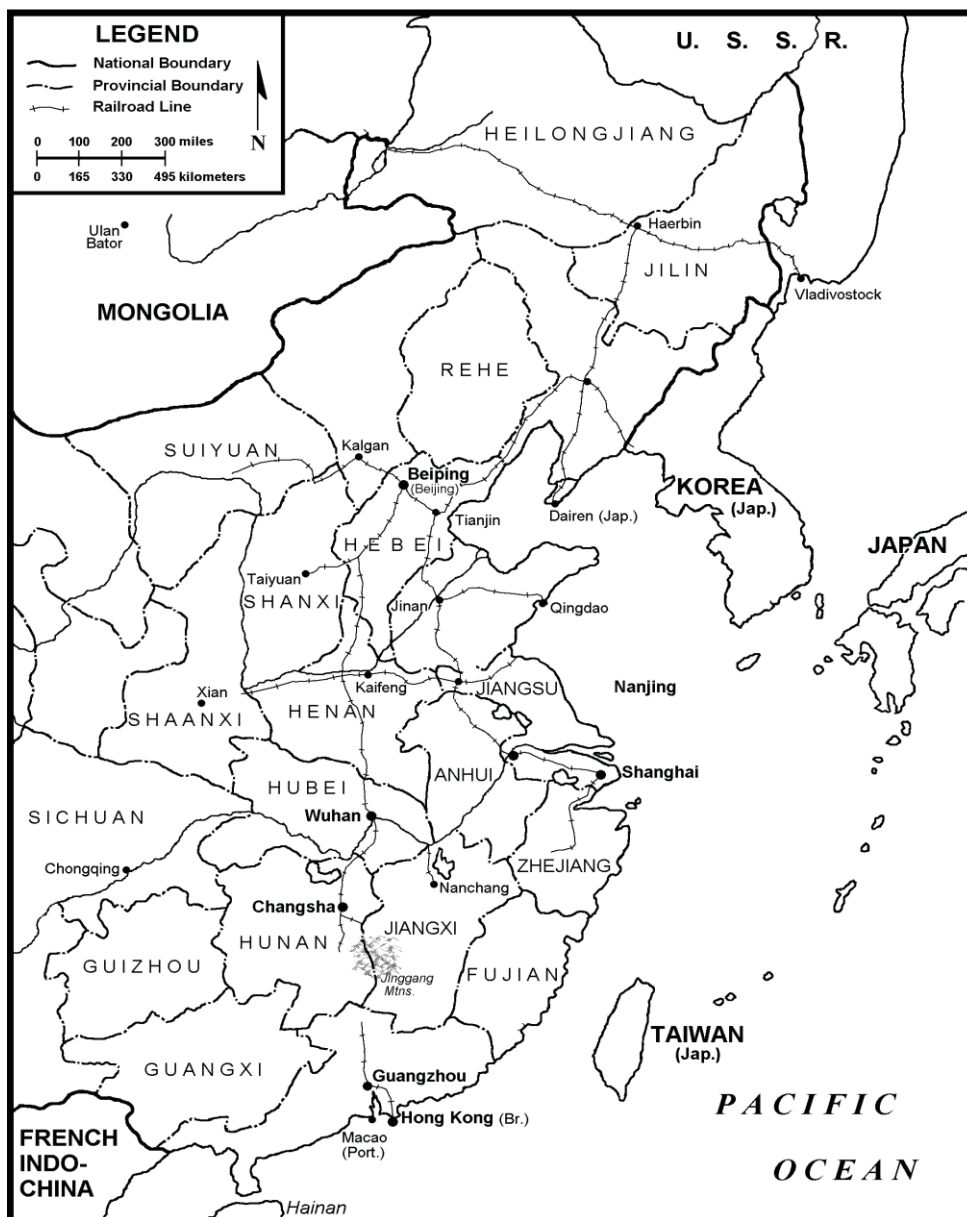 LEGEND
National Boundary
Provincial Boundary
Railroad Line
0 100 200 300 miles
0 165 330 495 kilometers
N
U. S. S. R.
HEILONGJIANG
Ulan
Bator
Haerbin
JILIN
MONGOLIA
Vladivostock
REHE
SUIYUAN
Kalgan
Beiping
(Beijing)
KOREA
(Jap.)
Tianjin
Dairen (Jap.)
HEBEI
JAPAN
Taiyuan
SHANXI
Jinan
Qingdao
Xian
Kaifeng
JIANGSU
Nanjing
SHAANXI
HENAN
ANHUI
Shanghai
HUBEI
SICHUAN
Wuhan
Chongqing
ZHEJIANG
Nanchang
Changsha
HUNAN
JIANGXI
GUIZHOU
Jinggang
Mtns.
FUJIAN
TAIWAN
(Jap.)
GUANGXI
Guangzhou
Hong Kong (Br.)
Macao
(Port.)
PACIFIC
OCEAN
FRENCH
INDO-
CHINA
Hainan